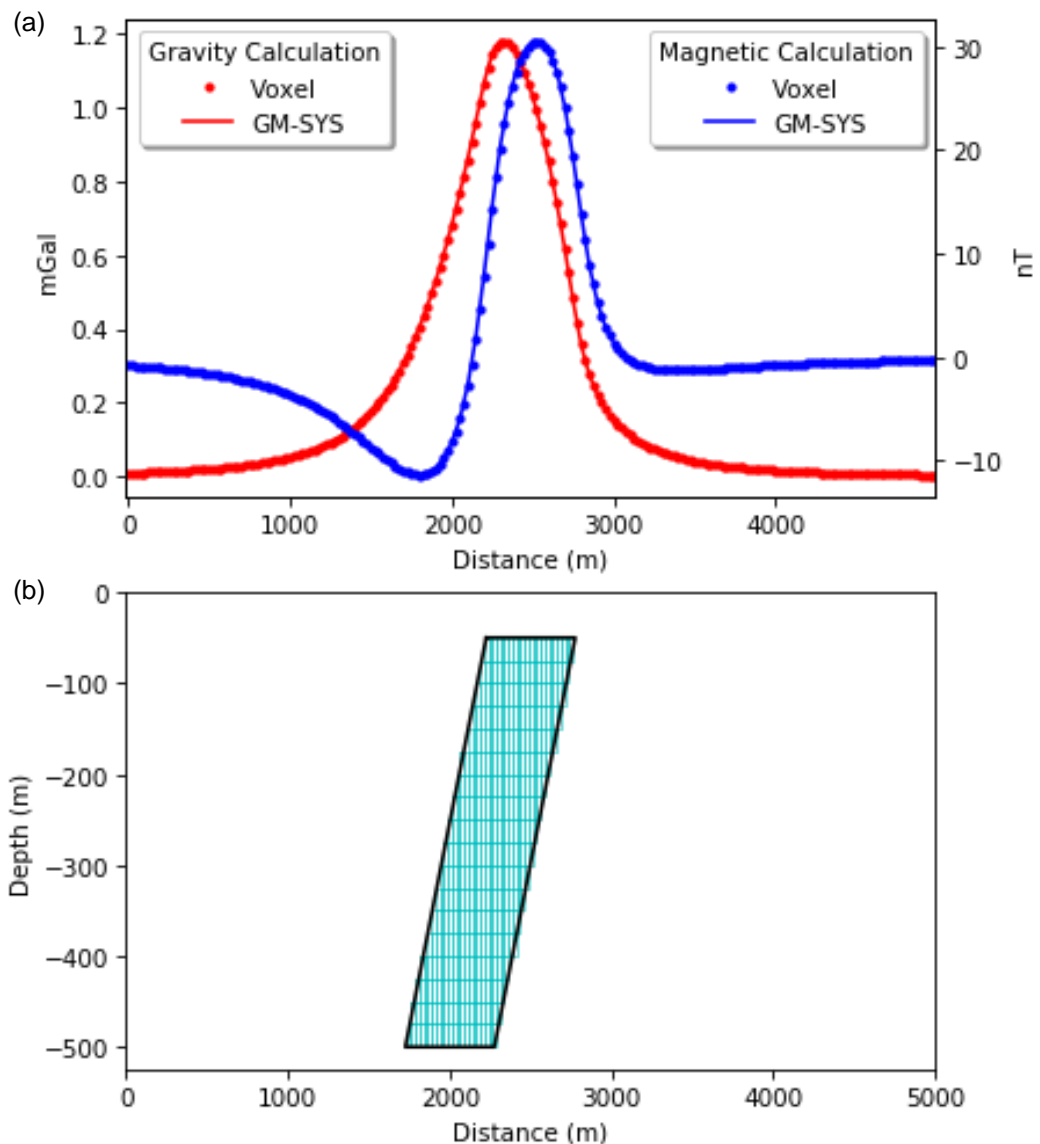 (a)
Gravity Calculation
Voxel
GM-SYS
Magnetic Calculation
Voxel
GM-SYS
1.2
1.0
0.8
0.6
0.4
0.2
0.0
mGal
30
20
10
0
−10
nT
0 1000 2000 3000 4000
Distance (m)
(b)
0
−100
−200
−300
−400
−500
Depth (m)
0 1000 2000 3000 4000 5000
Distance (m)